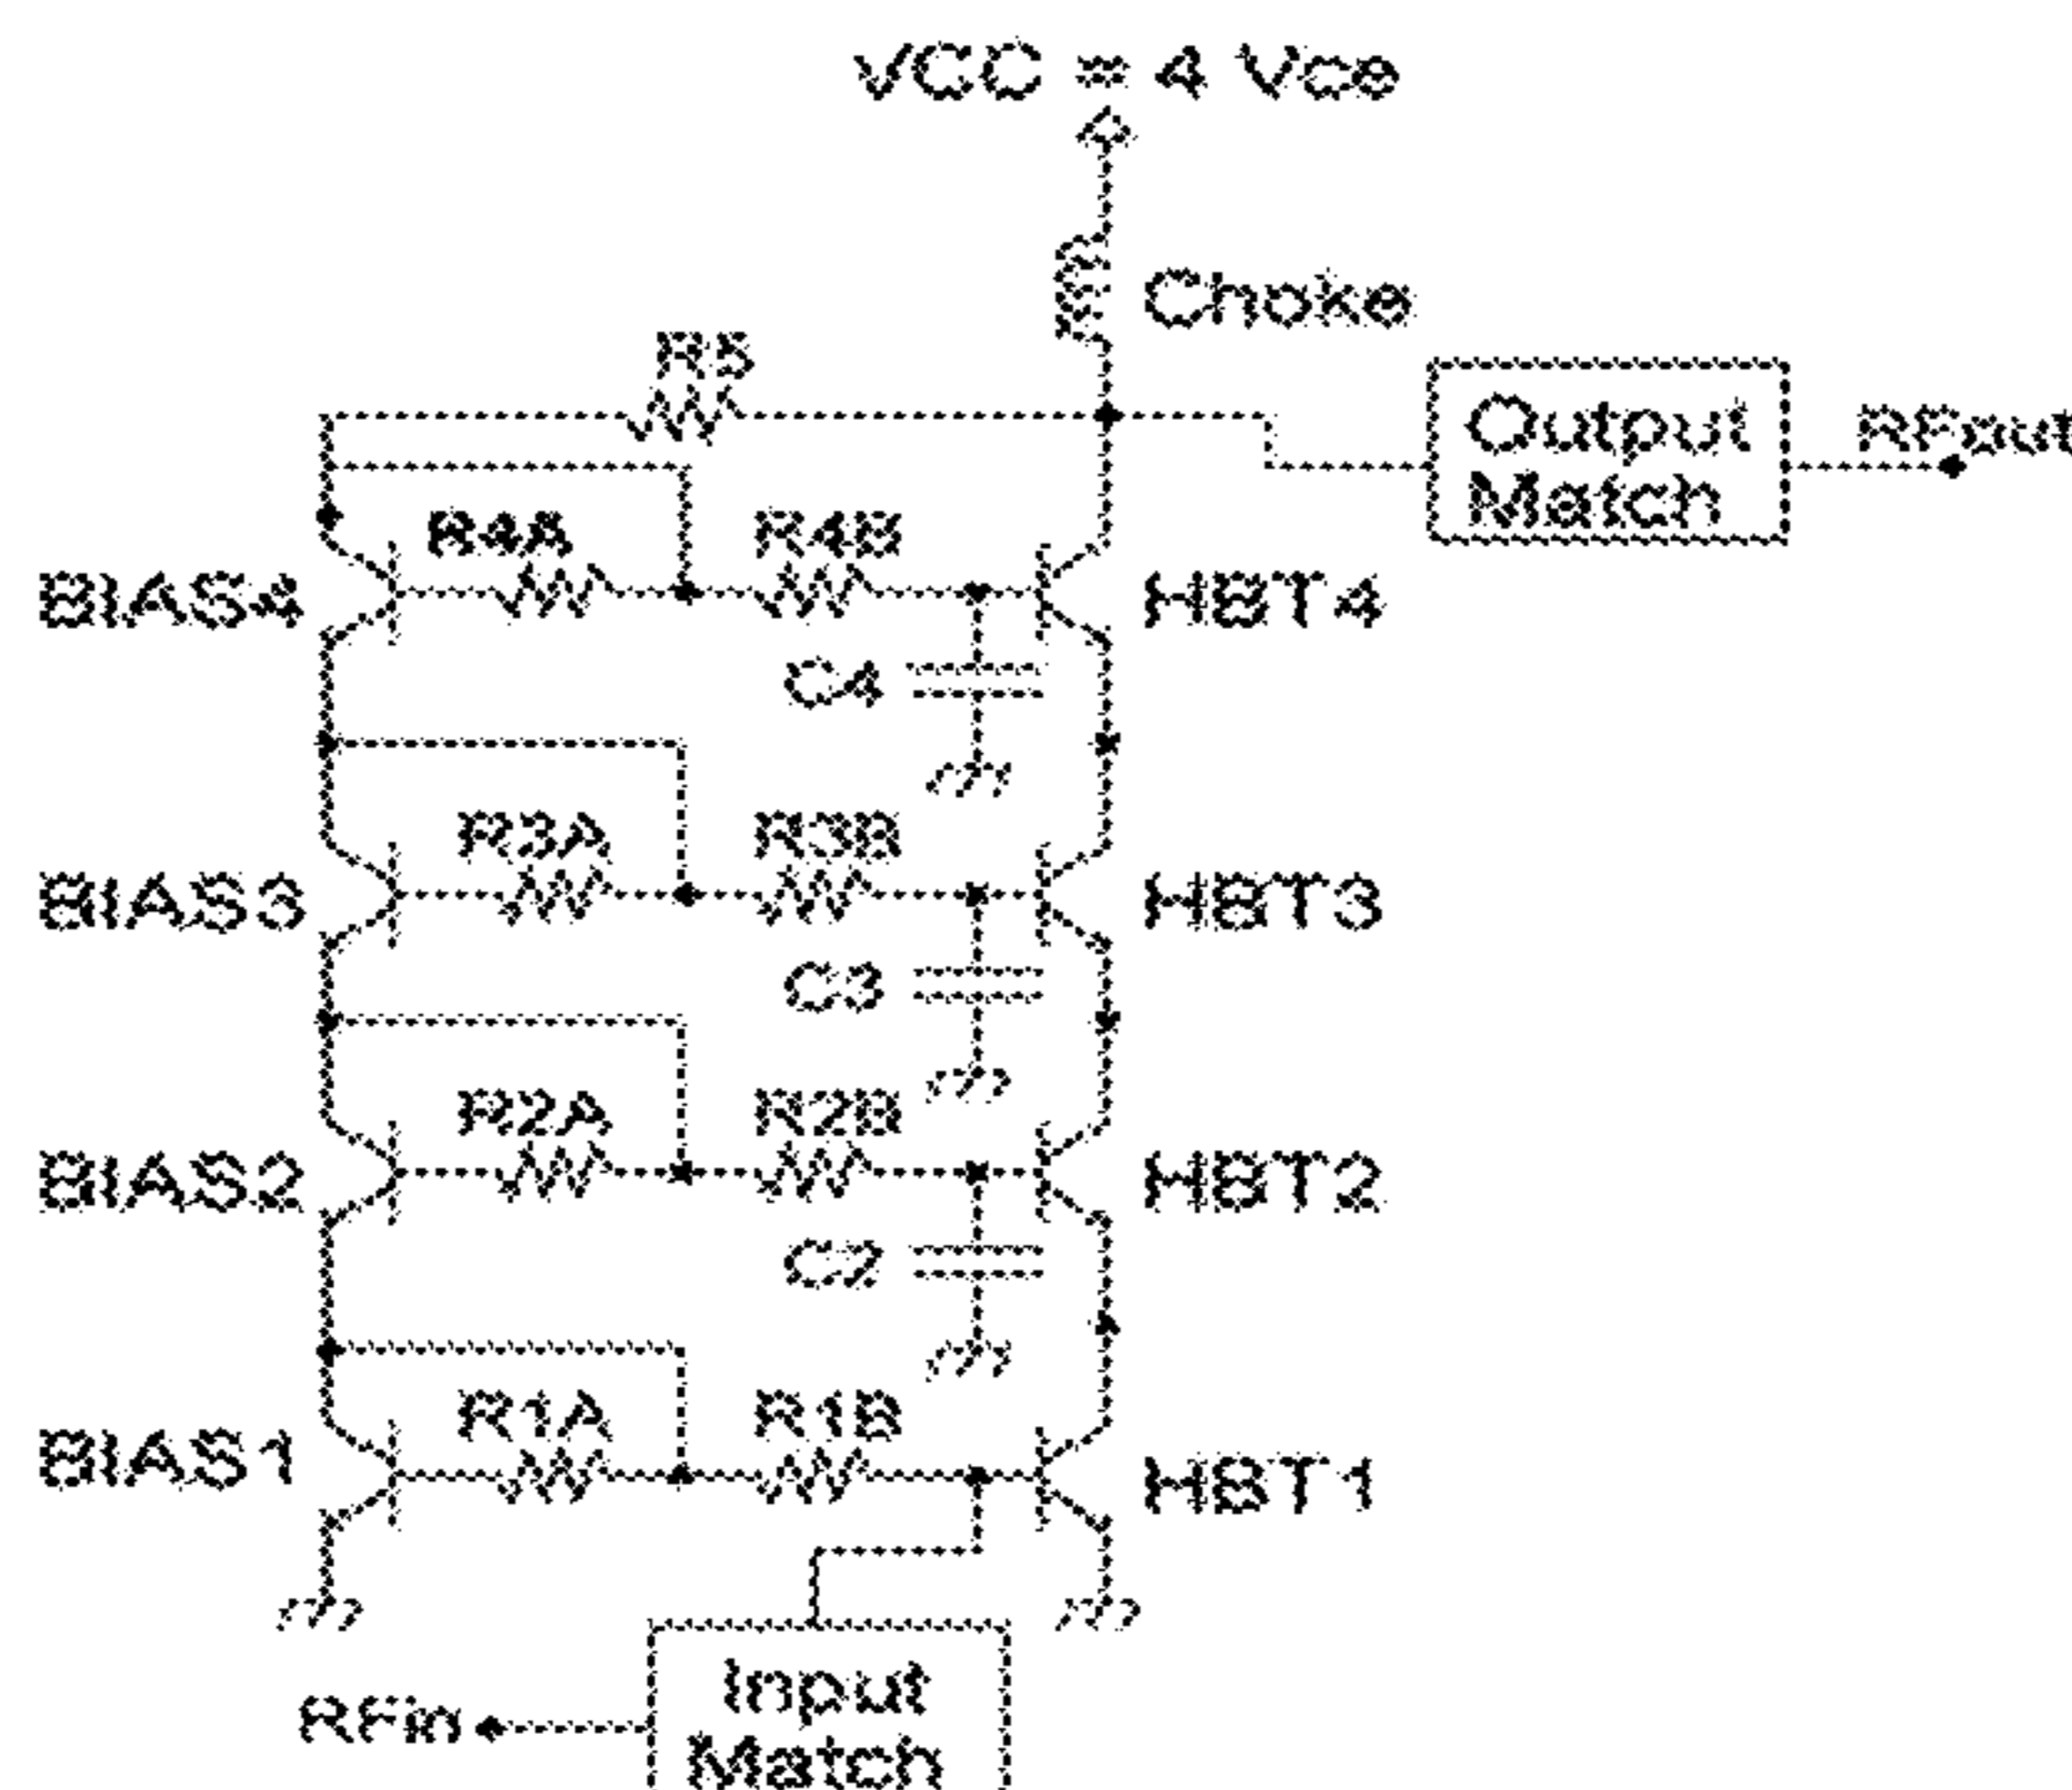 VCC = 4 Vce
Choke
R5
Output
Match
RFout
R4A
R4B
BIAS4
HBT4
C4
R3A
R3B
BIAS3
HBT3
C3
R2A
R2B
BIAS2
HBT2
C2
R1A
R1B
BIAS1
HBT1
Input
Match
RFin